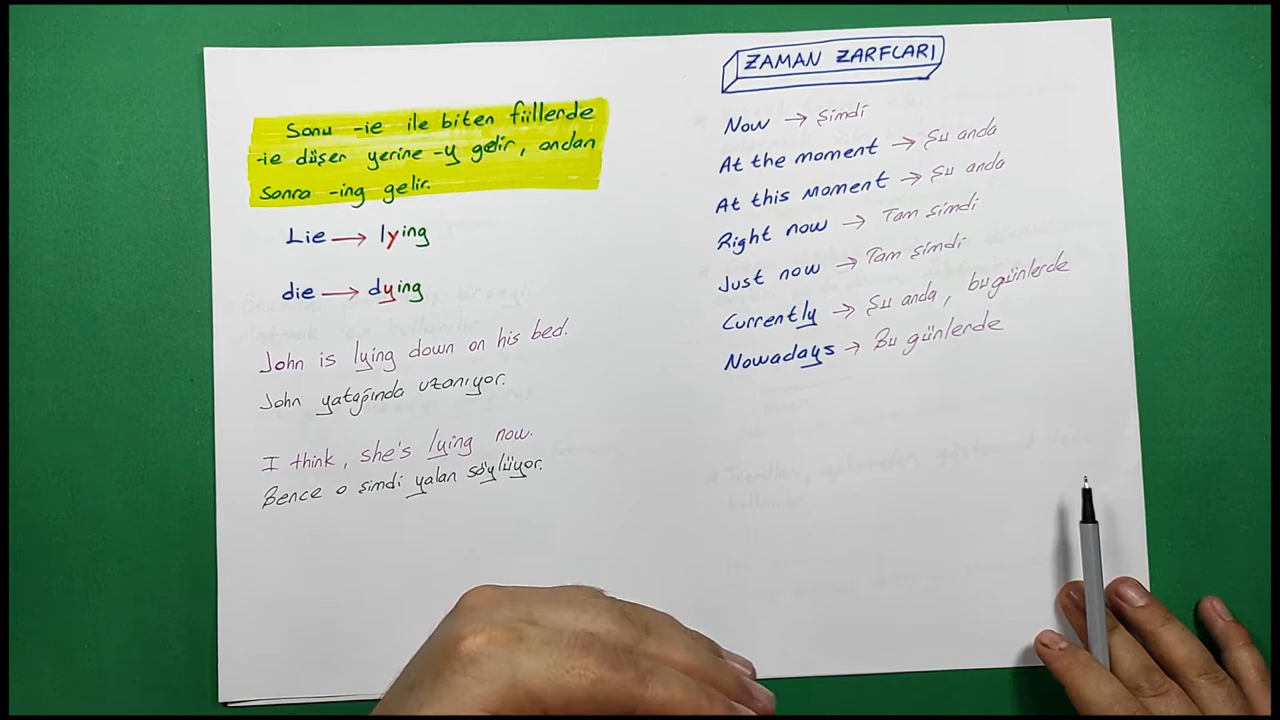 Sonu -ie ile biten fiillerde
-ie düşer yerine -y gelir, ondan
sonra -ing gelir.
Lie → lying
die → dying
John is lying down on his bed.
John yatağında uzanıyor.
I think, she's lying now.
Bence o şimdi yalan söylüyor.
ZAMAN ZARFLARI
Now → Şimdi
At the moment → Şu anda
At this moment → Şu anda
Right now → Tam şimdi
Just now → Tam şimdi
Currently → Şu anda, bugünlerde
Nowadays → Bu günlerde